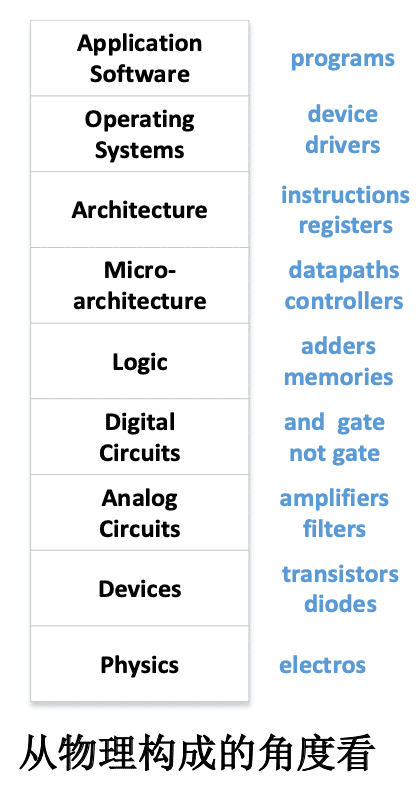 Application
Software
programs
Operating
Systems
device
drivers
Architecture
instructions
registers
Micro-
architecture
datapaths
controllers
Logic
adders
memories
Digital
Circuits
and gate
not gate
Analog
Circuits
amplifiers
filters
Devices
transistors
diodes
Physics
electros
从物理构成的角度看